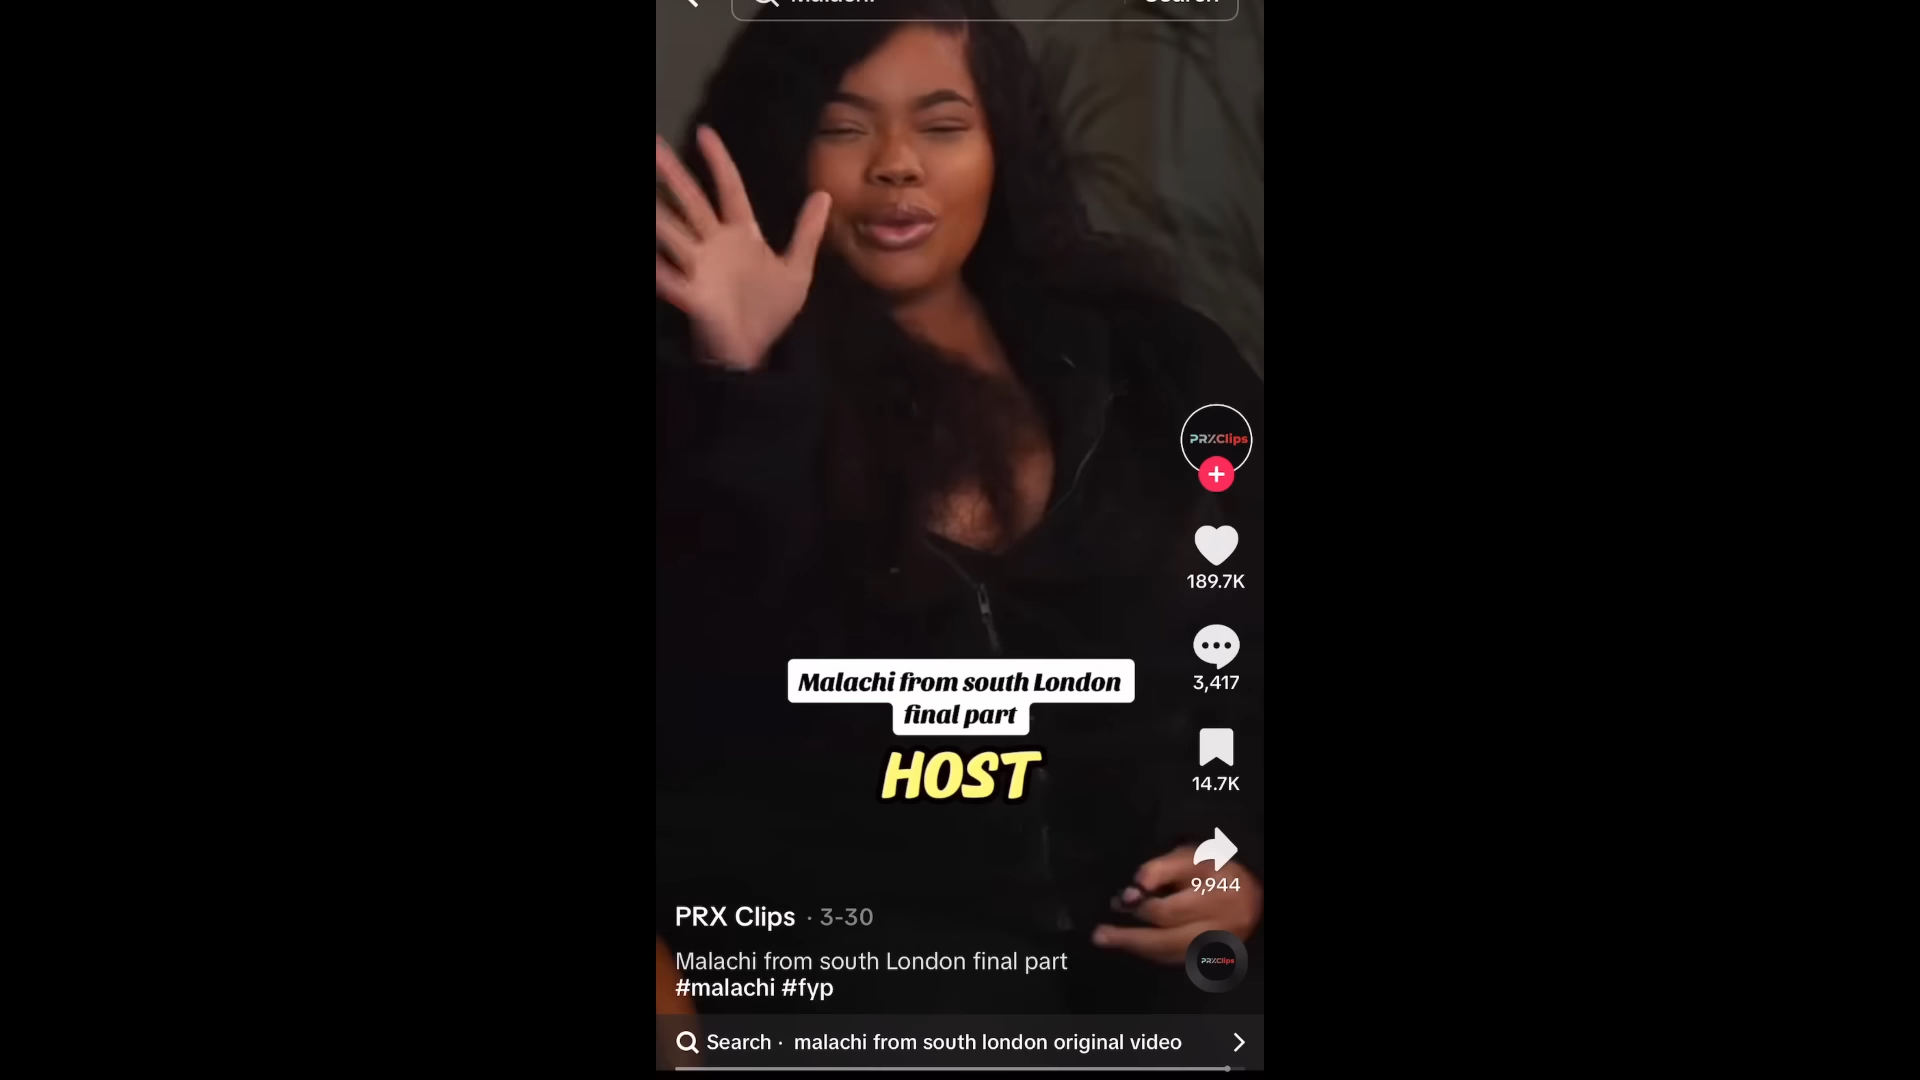 Malachi from south London
final part
HOST
PRXClips
189.7K
3,417
14.7K
9,944
PRX Clips · 3-30
Malachi from south London final part
#malachi #fyp
PRXClips
Search · malachi from south london original video